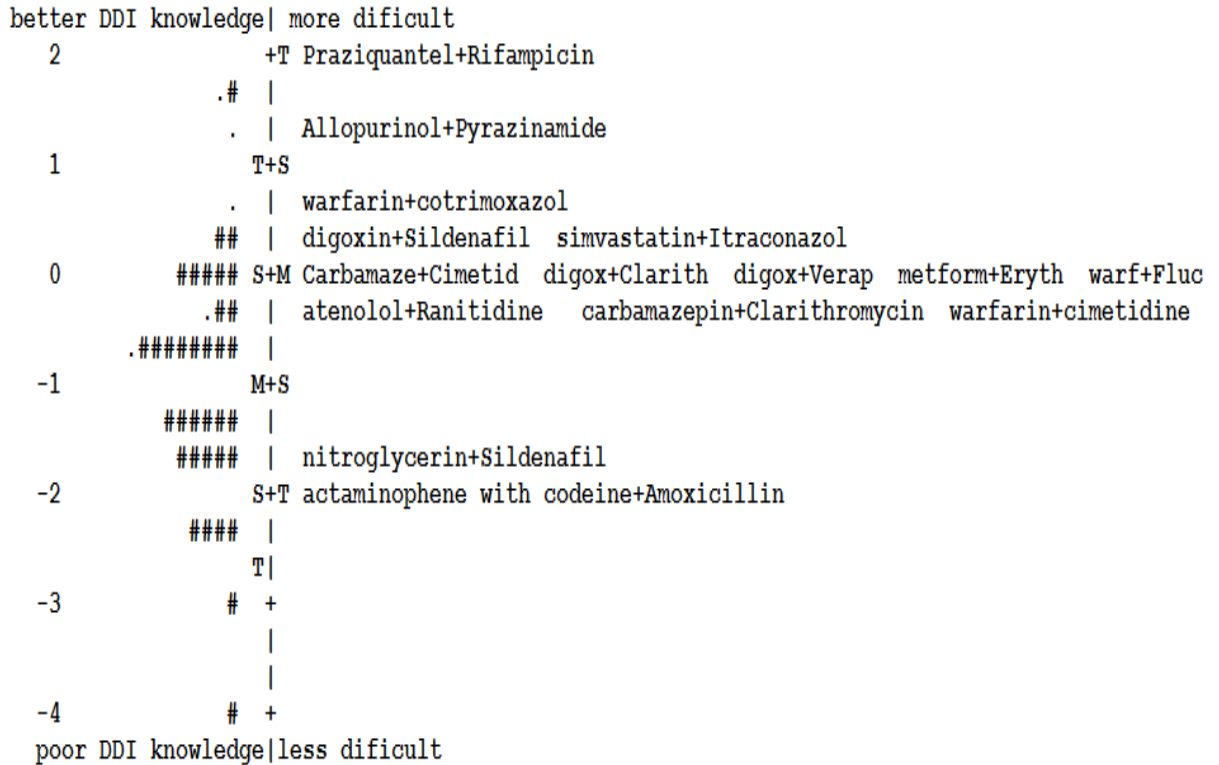 better DDI knowledge| more dificult
2 +T Praziquantel+Rifampicin
.# |
. | Allopurinol+Pyrazinamide
1 T+S
. | warfarin+cotrimoxazol
## | digoxin+Sildenafil simvastatin+Itraconazol
0 ##### S+M Carbamaze+Cimetid digox+Clarith digox+Verap metform+Eryth warf+Fluc
.## | atenolol+Ranitidine carbamazepin+Clarithromycin warfarin+cimetidine
.######## |
-1 M+S
###### |
##### | nitroglycerin+Sildenafil
-2 S+T actaminophene with codeine+Amoxicillin
#### |
T|
-3 # +
|
|
-4 # +
poor DDI knowledge|less dificult